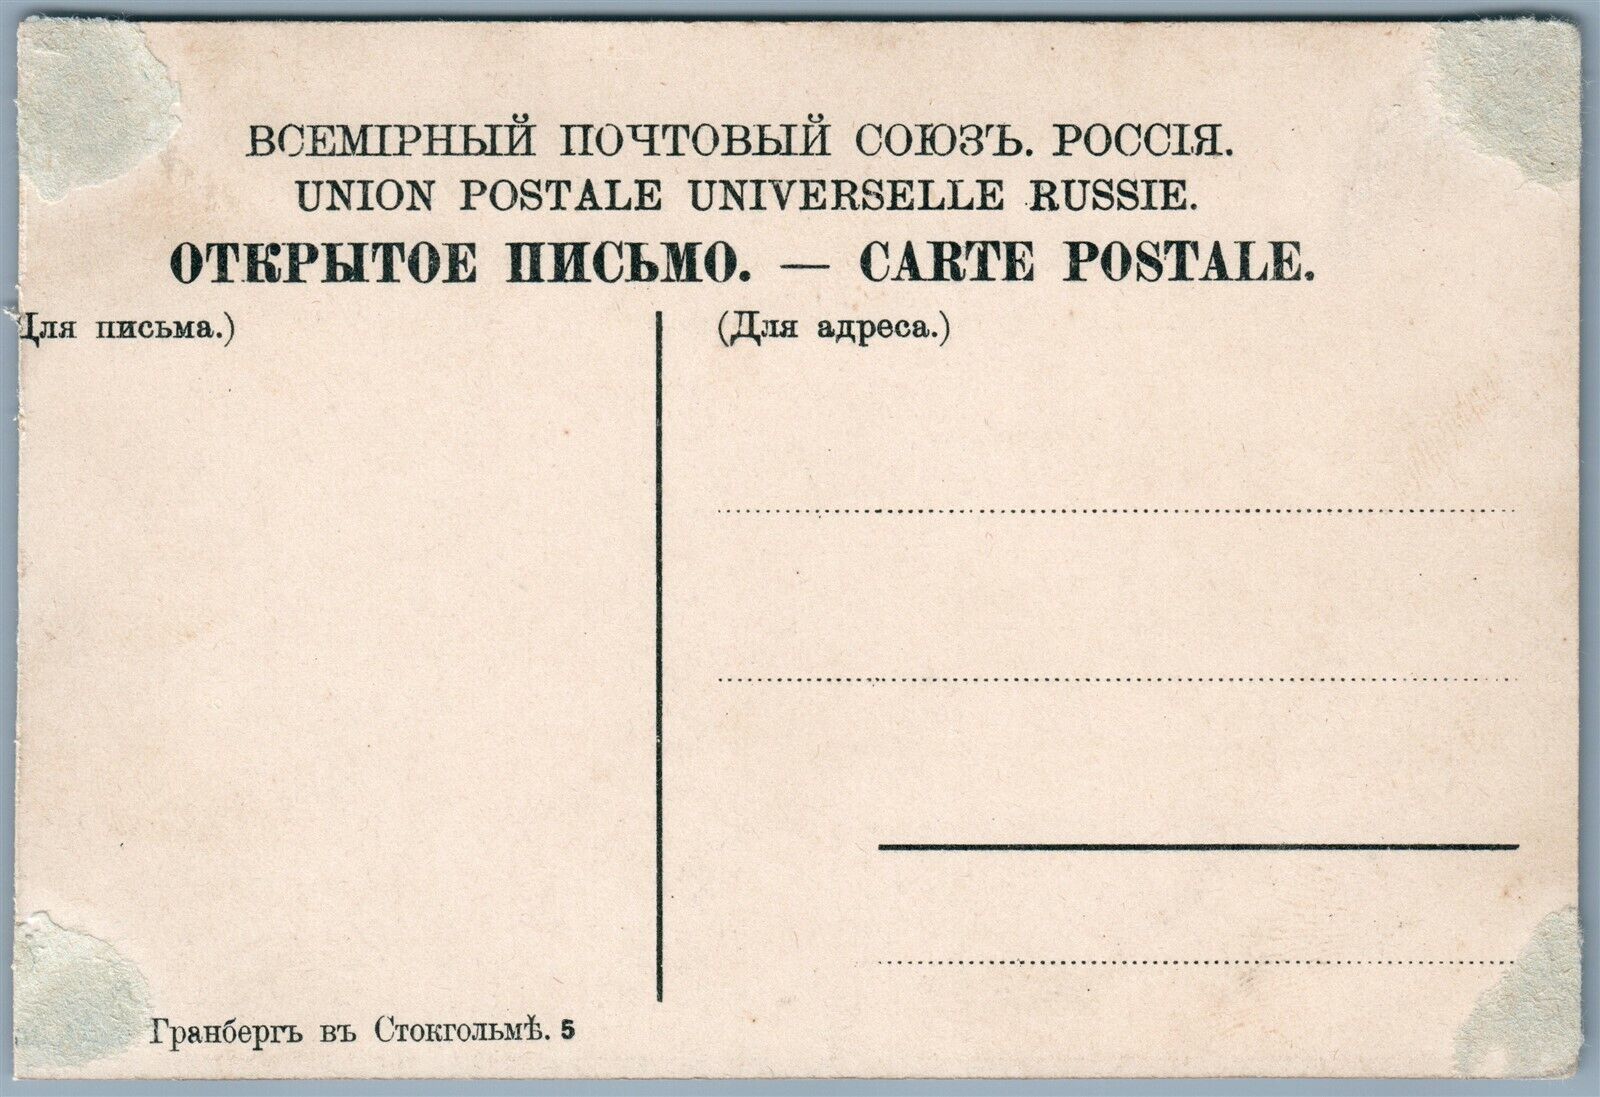 ВСЕМІРНЫЙ ПОЧТОВЫЙ СОЮЗЪ. РОССІЯ.
UNION POSTALE UNIVERSELLE RUSSIE.
ОТКРЫТОЕ ПИСЬМО. — CARTE POSTALE.
Для письма.)
(Для адреса.)
Гранбергъ въ Стокгольмѣ. 5